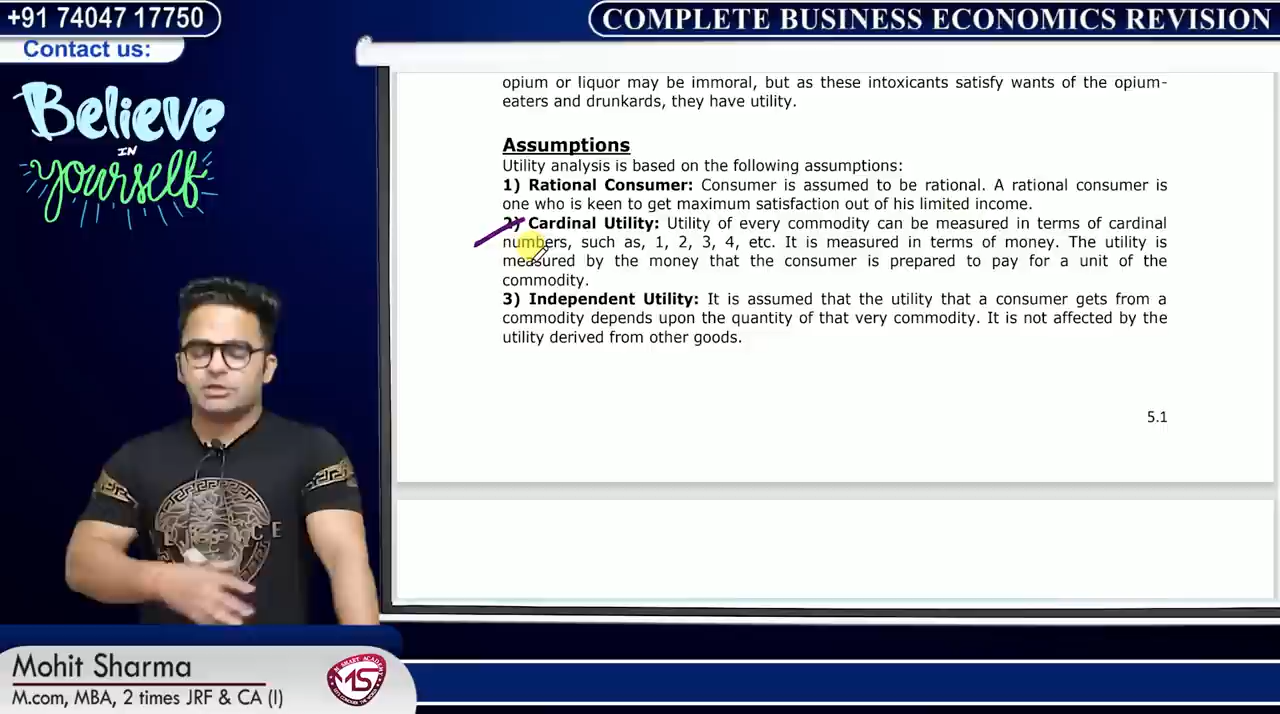 +91 74047 17750
COMPLETE BUSINESS ECONOMICS REVISION
Contact us:
Believe
IN
yourself
opium or liquor may be immoral, but as these intoxicants satisfy wants of the opium-
eaters and drunkards, they have utility.
Assumptions
Utility analysis is based on the following assumptions:
1) Rational Consumer: Consumer is assumed to be rational. A rational consumer is
one who is keen to get maximum satisfaction out of his limited income.
2) Cardinal Utility: Utility of every commodity can be measured in terms of cardinal
numbers, such as, 1, 2, 3, 4, etc. It is measured in terms of money. The utility is
measured by the money that the consumer is prepared to pay for a unit of the
commodity.
3) Independent Utility: It is assumed that the utility that a consumer gets from a
commodity depends upon the quantity of that very commodity. It is not affected by the
utility derived from other goods.
5.1
Mohit Sharma
M.com, MBA, 2 times JRF & CA (I)
MS